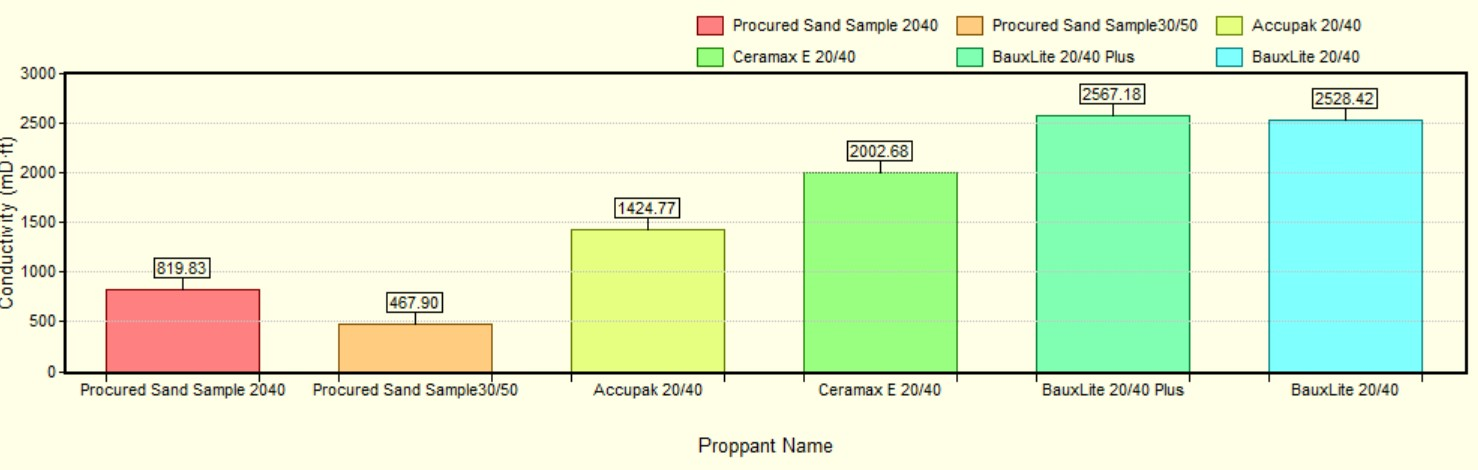 Procured Sand Sample 2040 Procured Sand Sample30/50 Accupak 20/40
Ceramax E 20/40 BauxLite 20/40 Plus BauxLite 20/40
Conductivity (mD·ft)
3000
2500
2000
1500
1000
500
0
819.83
467.90
1424.77
2002.68
2567.18
2528.42
Procured Sand Sample 2040 Procured Sand Sample30/50 Accupak 20/40 Ceramax E 20/40 BauxLite 20/40 Plus BauxLite 20/40
Proppant Name